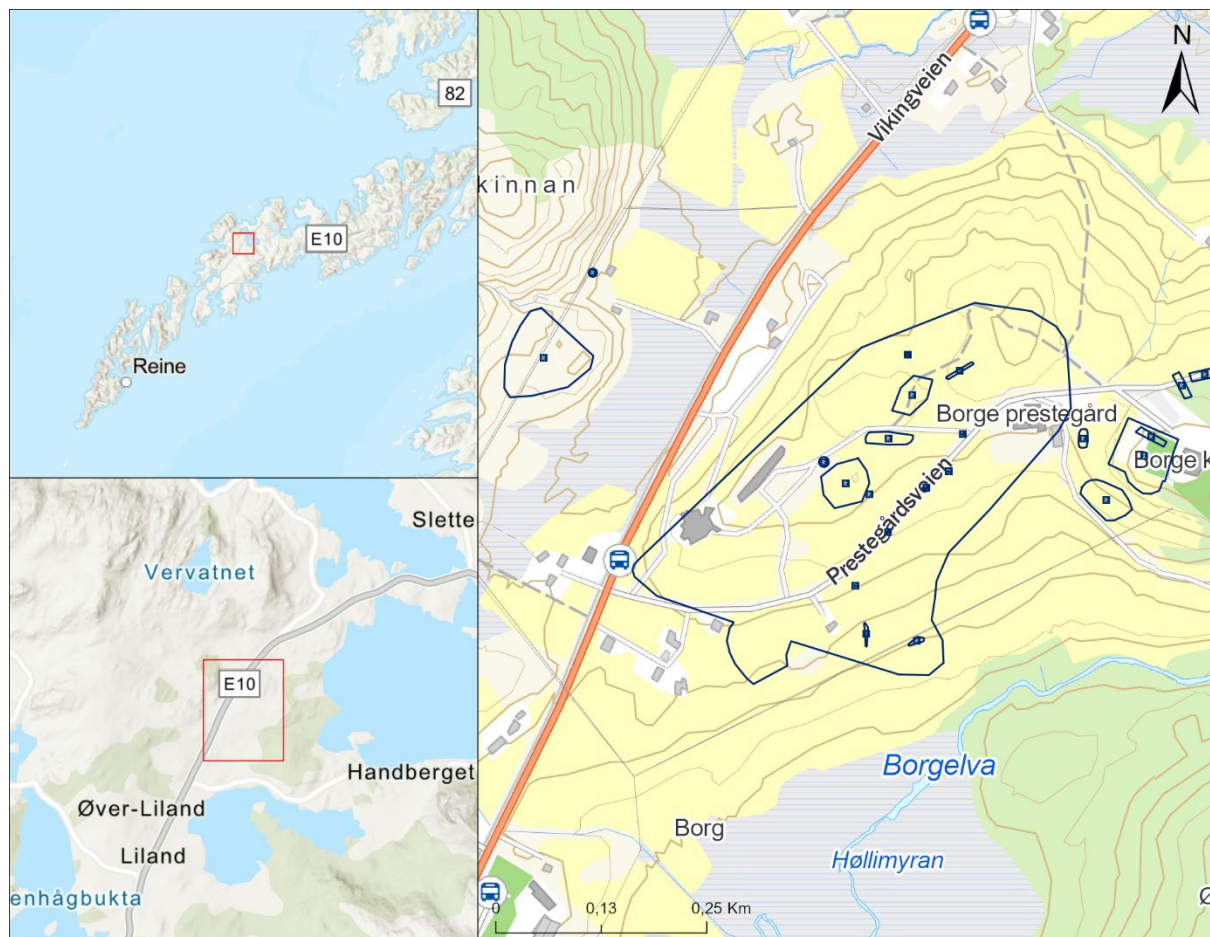 82
E10
Reine
Slette
Vervatnet
E10
Handberget
Øver-Liland
Liland
enhågbukta
N
Vikingveien
kinnan
Borge prestegård
Borge k
Prestegårdsveien
Borgelva
Borg
Høllimyran
Ø
0 0,13 0,25 Km